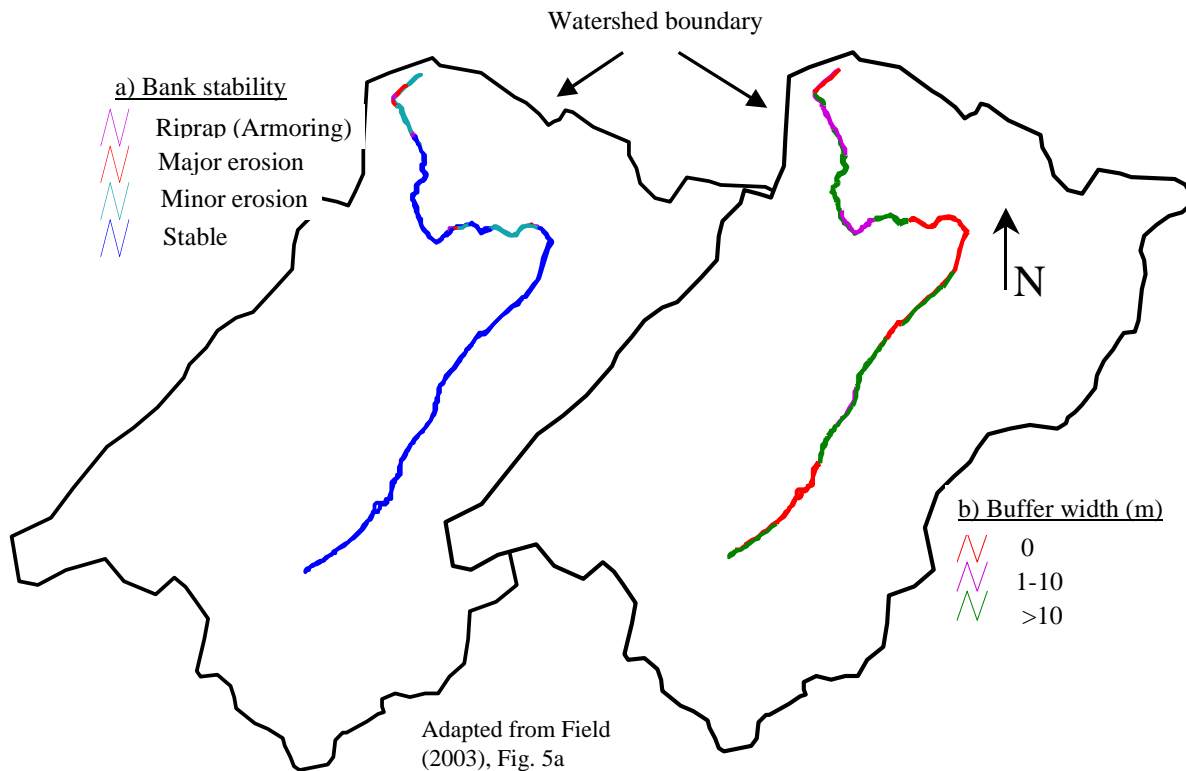 Watershed boundary
a) Bank stability
Riprap (Armoring)
Major erosion
Minor erosion
Stable
N
b) Buffer width (m)
0
1-10
>10
Adapted from Field
(2003), Fig. 5a